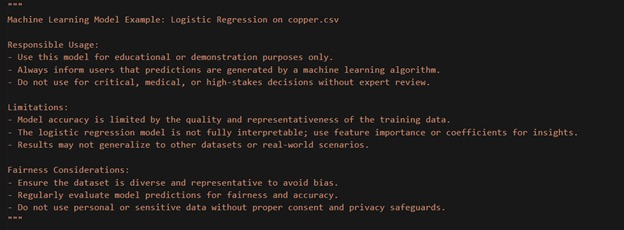 """
Machine Learning Model Example: Logistic Regression on copper.csv
Responsible Usage:
- Use this model for educational or demonstration purposes only.
- Always inform users that predictions are generated by a machine learning algorithm.
- Do not use for critical, medical, or high-stakes decisions without expert review.
Limitations:
- Model accuracy is limited by the quality and representativeness of the training data.
- The logistic regression model is not fully interpretable; use feature importance or coefficients for insights.
- Results may not generalize to other datasets or real-world scenarios.
Fairness Considerations:
- Ensure the dataset is diverse and representative to avoid bias.
- Regularly evaluate model predictions for fairness and accuracy.
- Do not use personal or sensitive data without proper consent and privacy safeguards.
"""